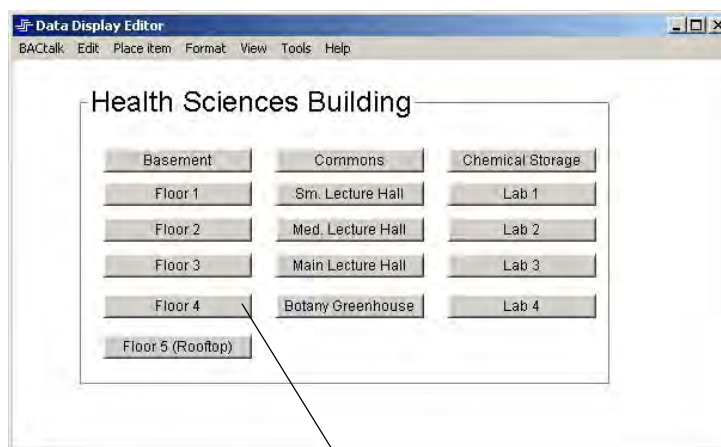 Data Display Editor
BACtalk Edit Place item Format View Tools Help
Health Sciences Building
Basement Commons Chemical Storage
Floor 1 Sm. Lecture Hall Lab 1
Floor 2 Med. Lecture Hall Lab 2
Floor 3 Main Lecture Hall Lab 3
Floor 4 Botany Greenhouse Lab 4
Floor 5 (Rooftop)